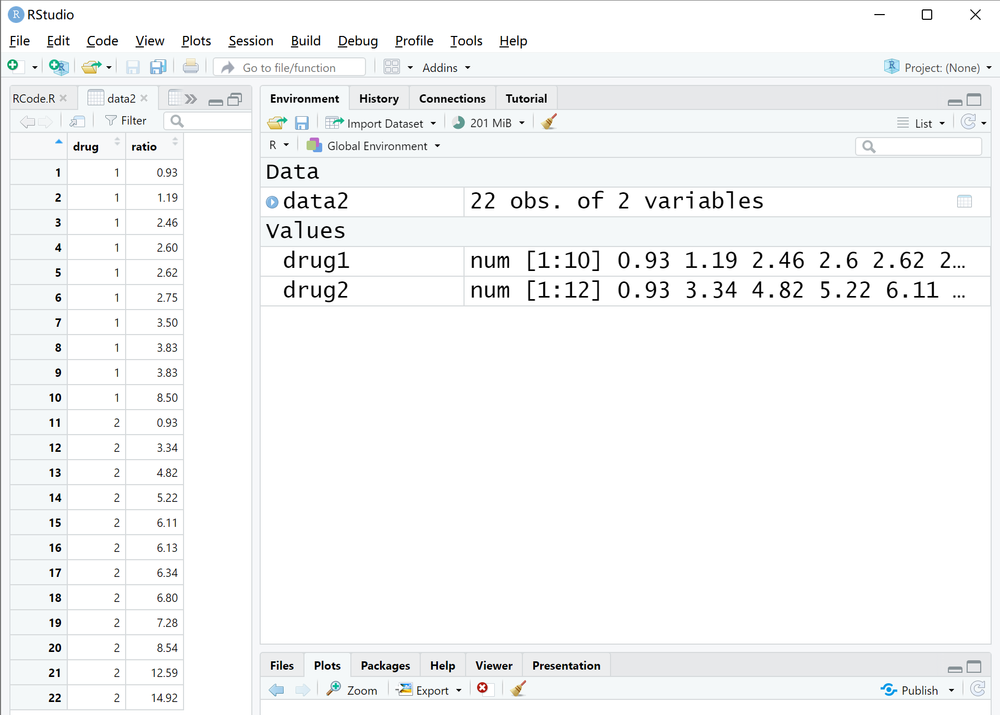 RStudio
File Edit Code View Plots Session Build Debug Profile Tools Help
Go to file/function Addins Project: (None)
RCode.R data2
Filter
drug ratio
1 1 0.93
2 1 1.19
3 1 2.46
4 1 2.60
5 1 2.62
6 1 2.75
7 1 3.50
8 1 3.83
9 1 3.83
10 1 8.50
11 2 0.93
12 2 3.34
13 2 4.82
14 2 5.22
15 2 6.11
16 2 6.13
17 2 6.34
18 2 6.80
19 2 7.28
20 2 8.54
21 2 12.59
22 2 14.92
Environment History Connections Tutorial
Import Dataset 201 MiB List
R Global Environment
Data
data2 22 obs. of 2 variables
Values
drug1 num [1:10] 0.93 1.19 2.46 2.6 2.62 2…
drug2 num [1:12] 0.93 3.34 4.82 5.22 6.11 …
Files Plots Packages Help Viewer Presentation
Zoom Export Publish